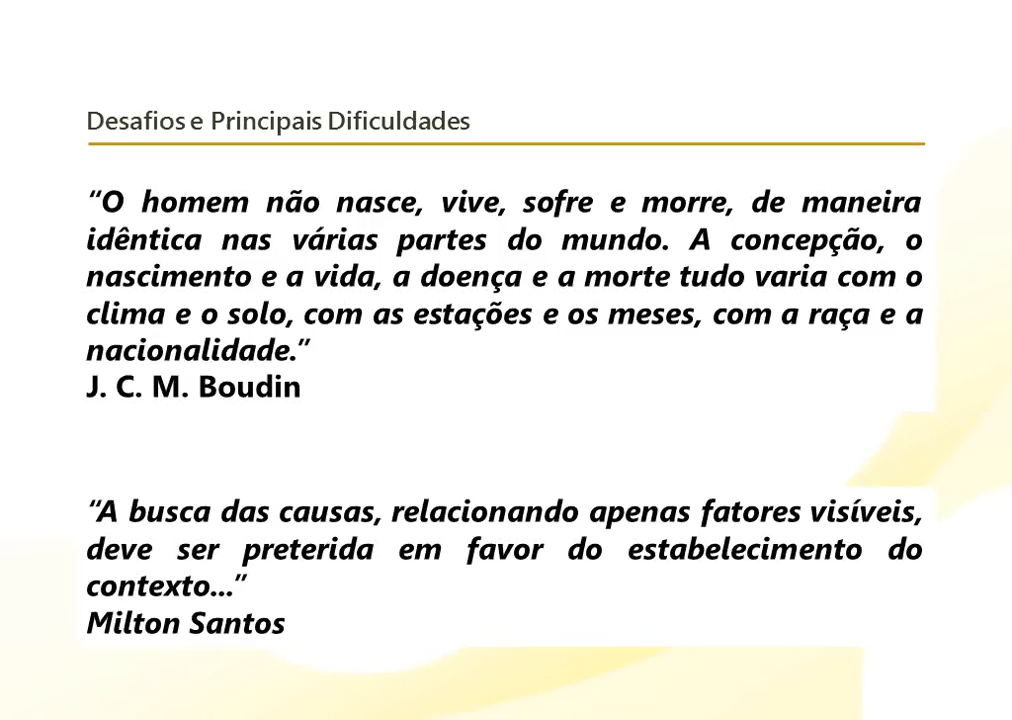 Desafios e Principais Dificuldades
“O homem não nasce, vive, sofre e morre, de maneira
idêntica nas várias partes do mundo. A concepção, o
nascimento e a vida, a doença e a morte tudo varia com o
clima e o solo, com as estações e os meses, com a raça e a
nacionalidade.”
J. C. M. Boudin
“A busca das causas, relacionando apenas fatores visíveis,
deve ser preterida em favor do estabelecimento do
contexto...”
Milton Santos